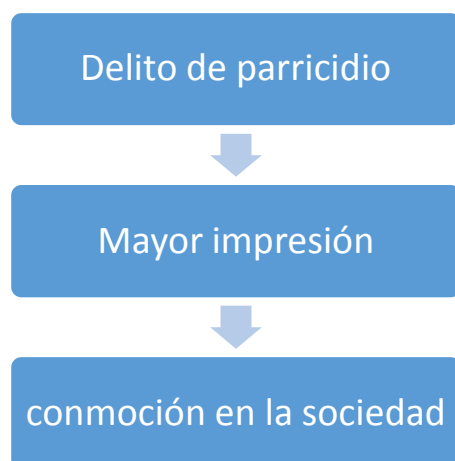 Delito de parricidio
Mayor impresión
conmoción en la sociedad